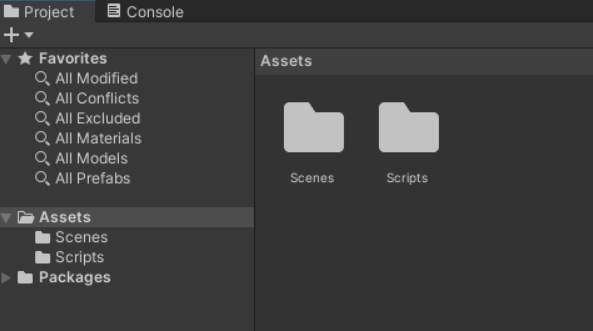 Project
Console
Favorites
All Modified
All Conflicts
All Excluded
All Materials
All Models
All Prefabs
Assets
Scenes
Scripts
Packages
Assets
Scenes
Scripts